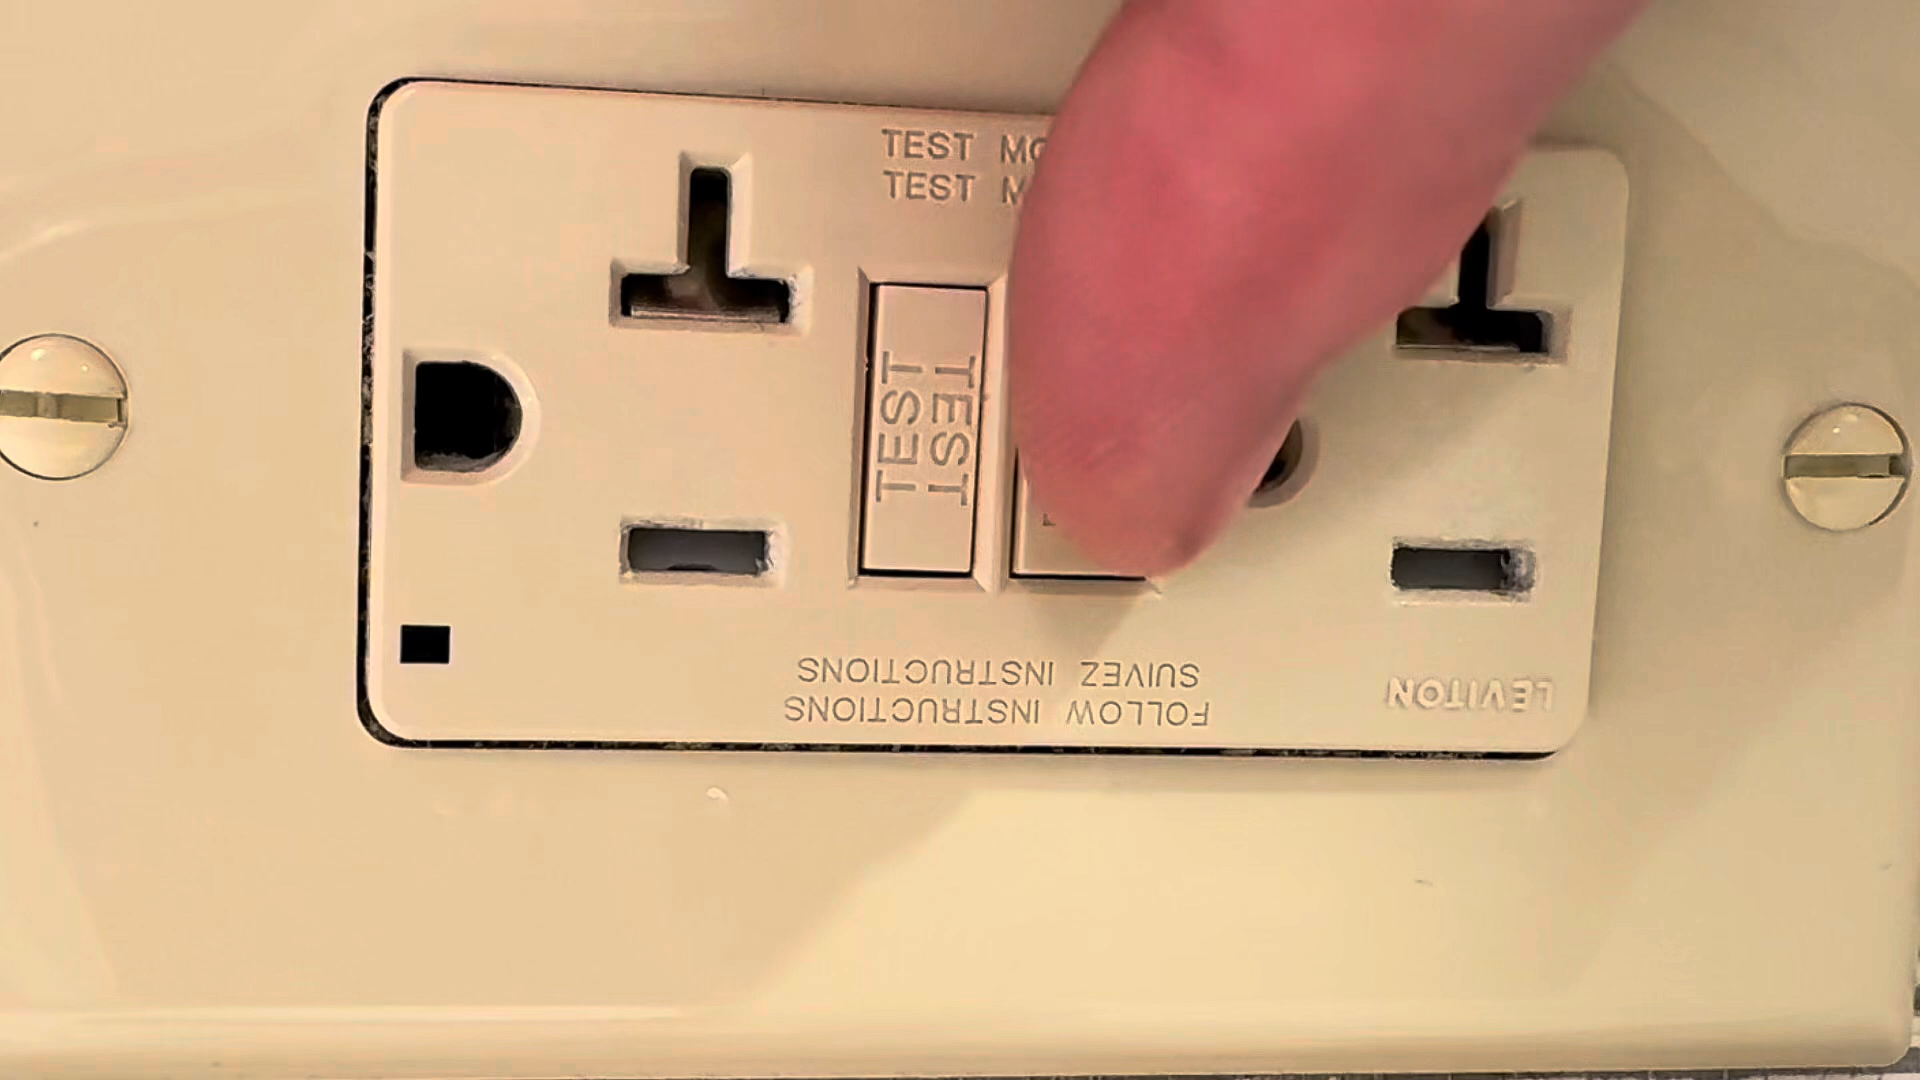 TEST
TEST
TEST
TEST
SUIVEZ INSTRUCTIONS
FOLLOW INSTRUCTIONS
LEVITON